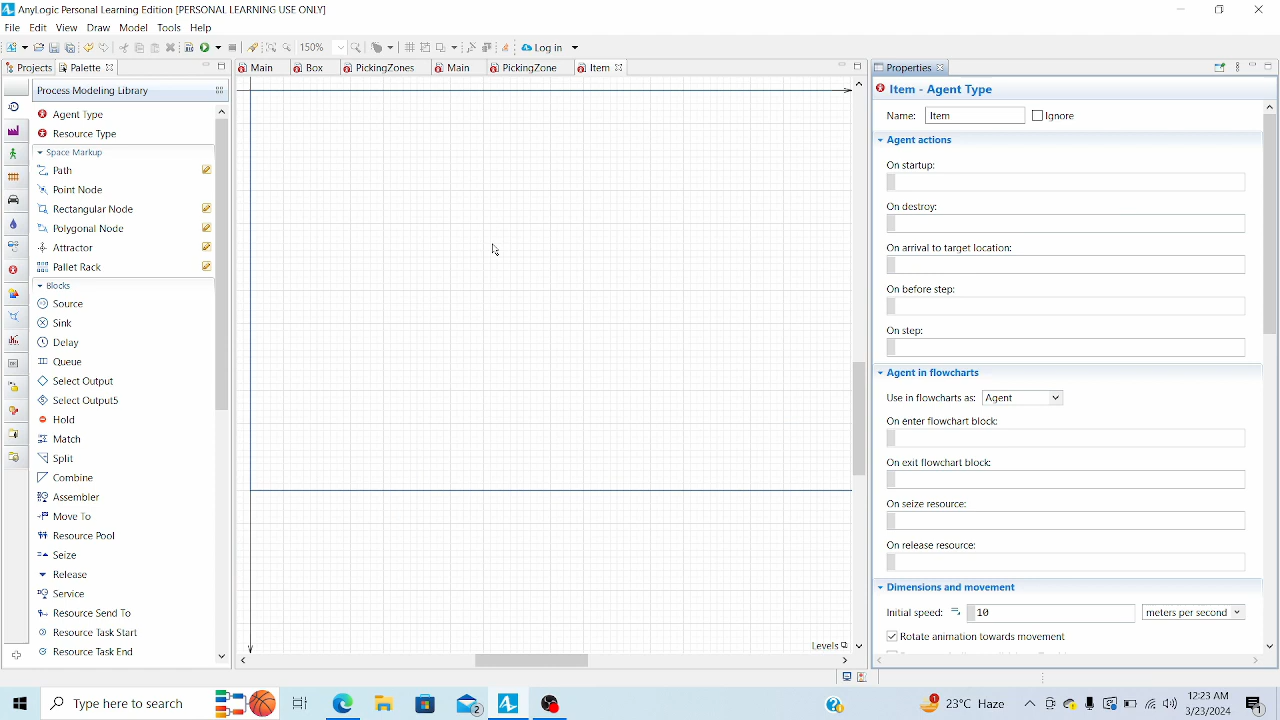 AnyLogic Personal Learning Edition [PERSONAL LEARNING USE ONLY]
File Edit View Draw Model Tools Help
150% Log in
Projects Palette Main Box PickingZones Main PickingZone Item Properties
Process Modeling Library
Agent Type
Resource Type
Space Markup
Path
Point Node
Rectangular Node
Polygonal Node
Attractor
Pallet Rack
Blocks
Source
Sink
Delay
Queue
Select Output
Select Output5
Hold
Match
Split
Combine
Assembler
Move To
Resource Pool
Seize
Release
Service
Resource Send To
Resource Task Start
Resource Task End
Levels
Item - Agent Type
Name: Item Ignore
Agent actions
On startup:
On destroy:
On arrival to target location:
On before step:
On step:
Agent in flowcharts
Use in flowcharts as: Agent
On enter flowchart block:
On exit flowchart block:
On seize resource:
On release resource:
Dimensions and movement
Initial speed: 10 meters per second
Rotate animation towards movement
Type here to search
2
1
23°C Haze
11:23 AM
3/25/2024
1